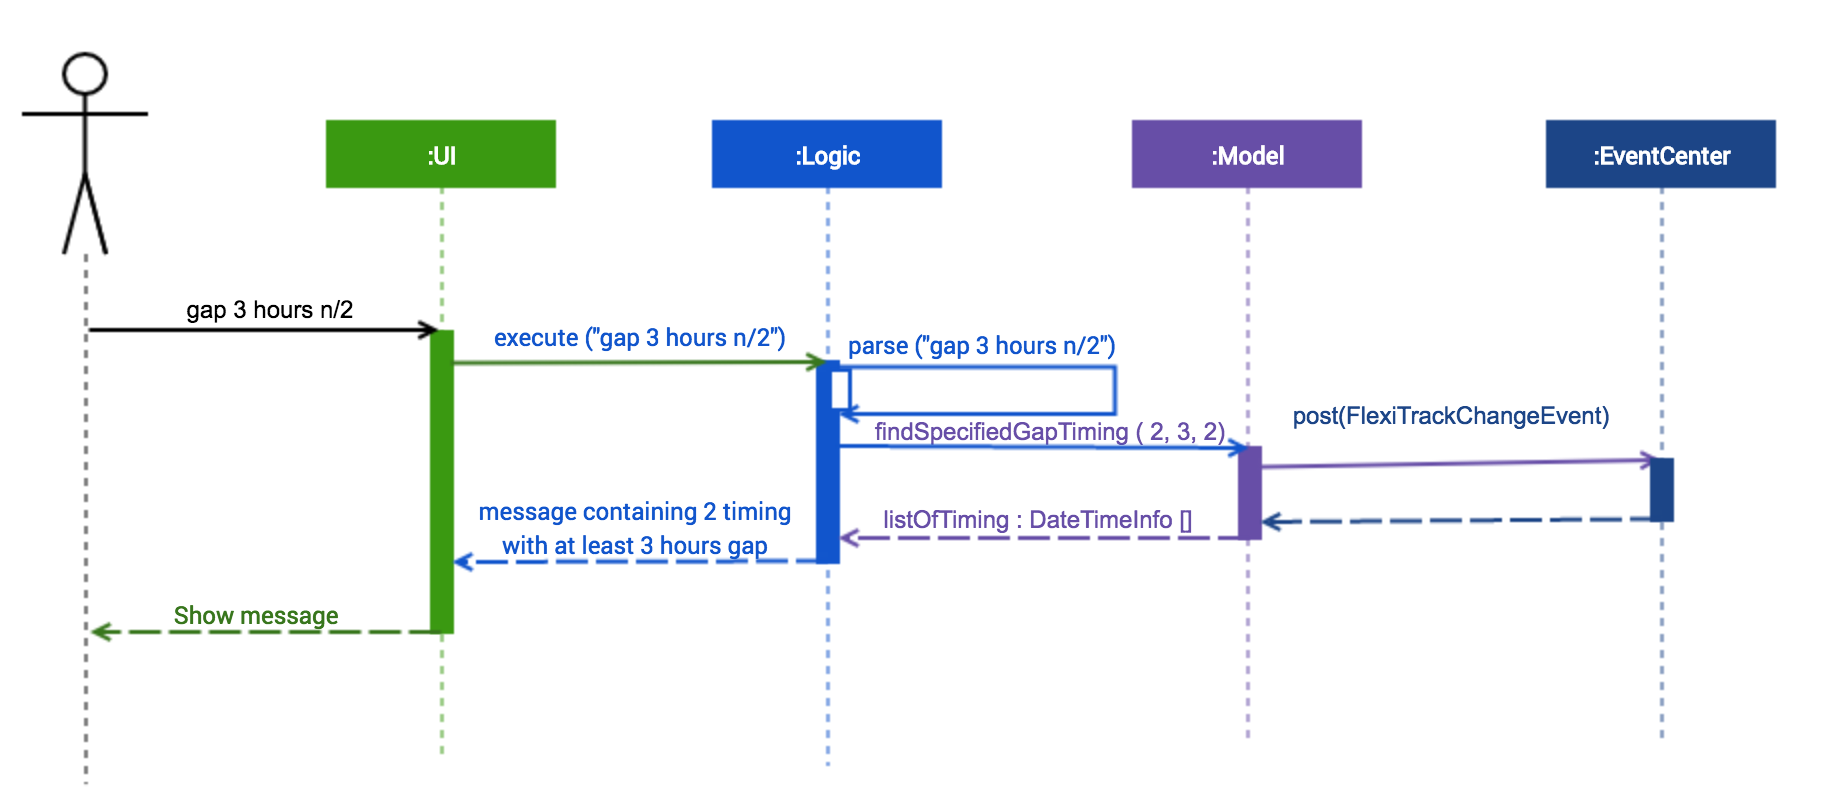 :UI
:Logic
:Model
:EventCenter
gap 3 hours n/2
execute ("gap 3 hours n/2")
parse ("gap 3 hours n/2")
post(FlexiTrackChangeEvent)
findSpecifiedGapTiming ( 2, 3, 2)
message containing 2 timing
with at least 3 hours gap
listOfTiming : DateTimeInfo []
Show message